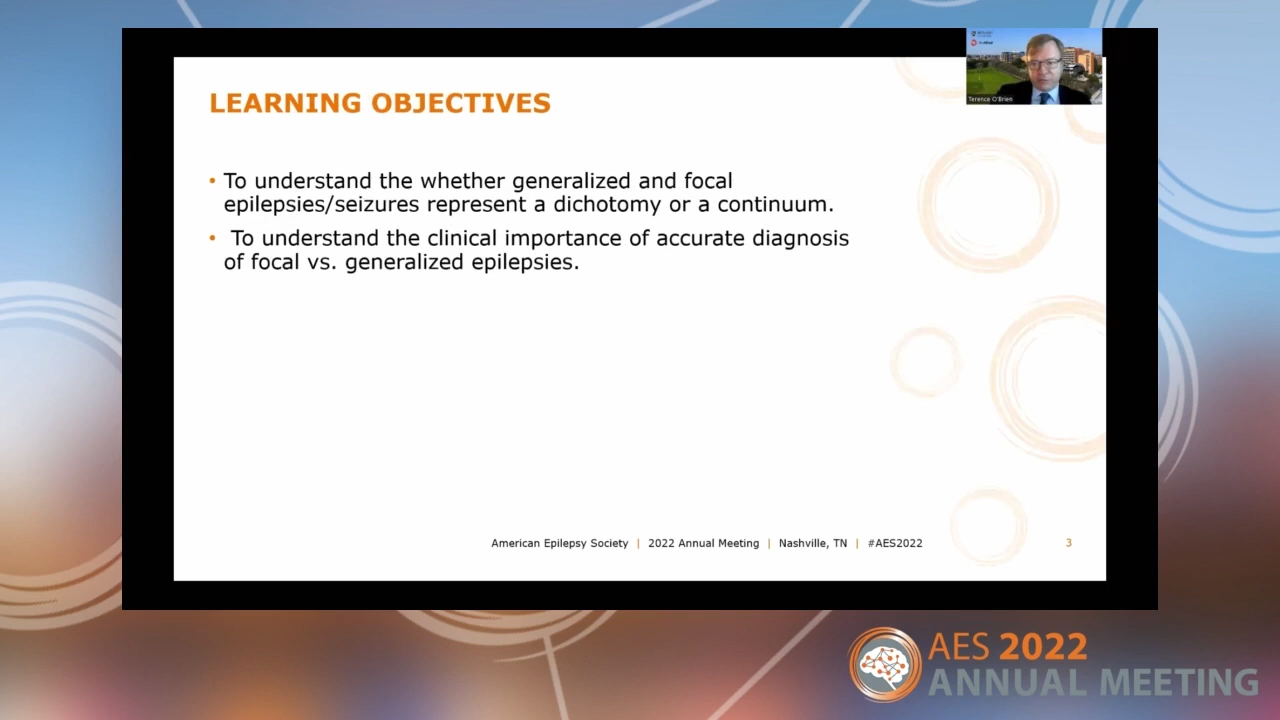 LEARNING OBJECTIVES
• To understand the whether generalized and focal
epilepsies/seizures represent a dichotomy or a continuum.
• To understand the clinical importance of accurate diagnosis
of focal vs. generalized epilepsies.
American Epilepsy Society | 2022 Annual Meeting | Nashville, TN | #AES2022
3
Terence O'Brien
AES 2022
ANNUAL MEETING